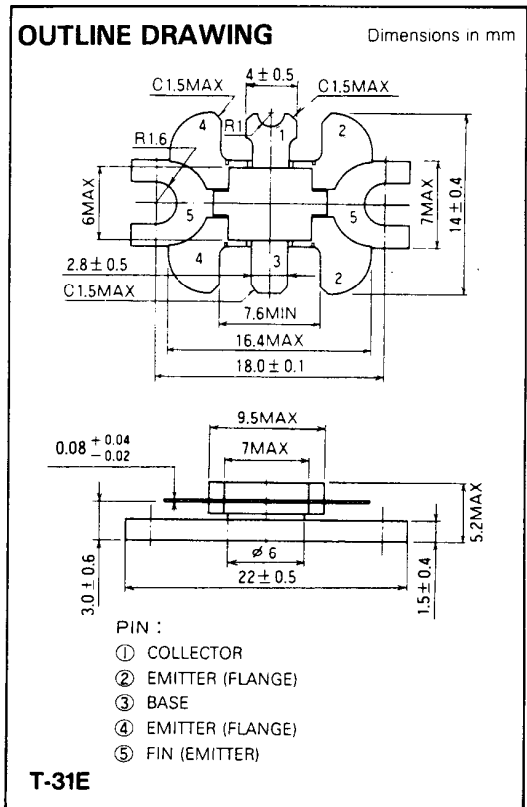 OUTLINE DRAWING
Dimensions in mm
4 ± 0.5
C1.5MAX
C1.5MAX
4
R1
1
2
R1.6
6MAX
5
5
7MAX
14 ± 0.4
2.8 ± 0.5
4
3
2
C1.5MAX
7.6MIN
16.4MAX
18.0 ± 0.1
9.5MAX
0.08 +0.04 −0.02
7MAX
5.2MAX
ø 6
3.0 ± 0.6
22 ± 0.5
1.5 ± 0.4
PIN :
① COLLECTOR
② EMITTER (FLANGE)
③ BASE
④ EMITTER (FLANGE)
⑤ FIN (EMITTER)
T-31E